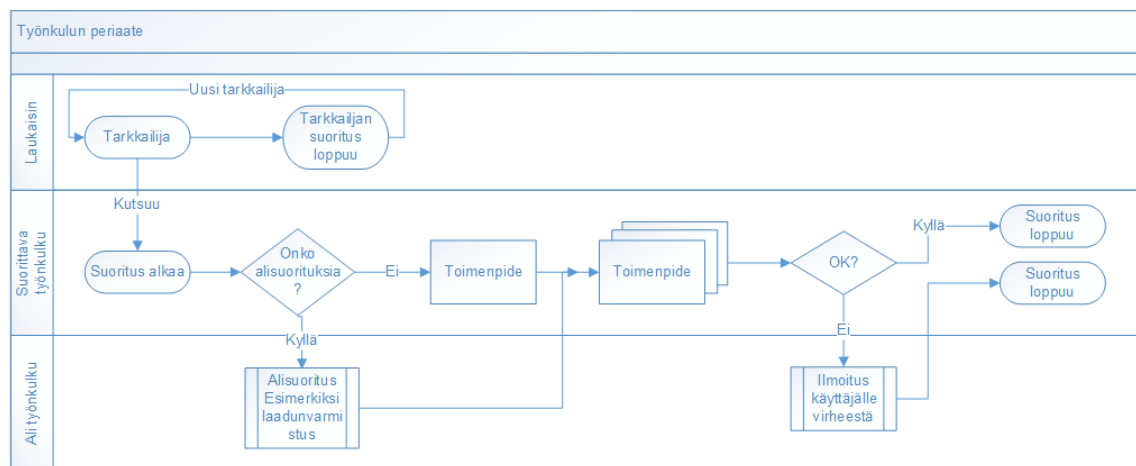 Työnkulun periaate
Laukaisin
Uusi tarkkailija
Tarkkailija
Tarkkailjan
suoritus
loppuu
Kutsuu
Suorittava
työnkulku
Suoritus alkaa
Onko
alisuorituksia
?
Ei
Toimenpide
Toimenpide
OK?
Kyllä
Suoritus
loppuu
Suoritus
loppuu
Kyllä
Ei
Ali työnkulku
Alisuoritus
Esimerkiksi
laadunvarmi
stus
Ilmoitus
käyttäjälle
virheestä